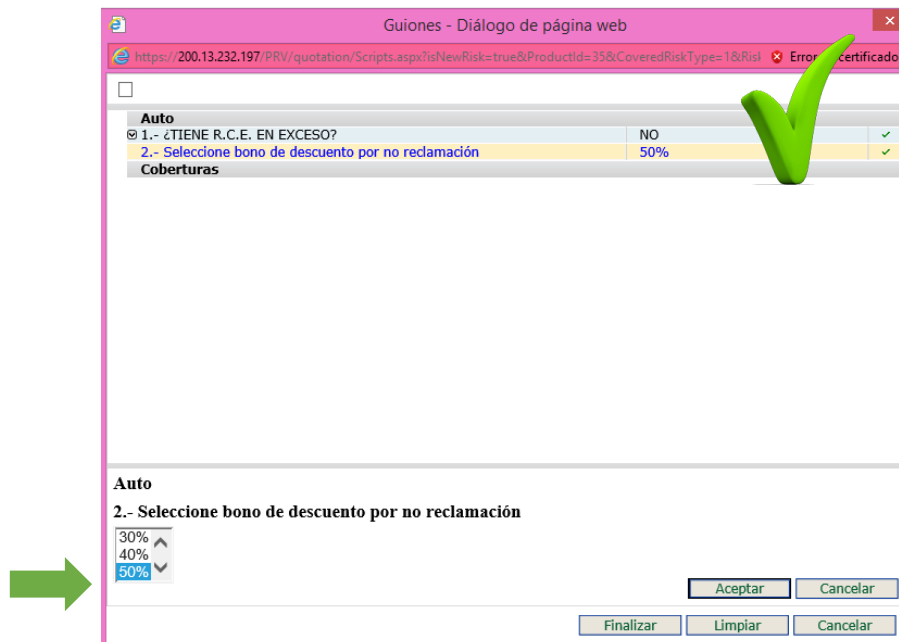 Guiones - Diálogo de página web
https://200.13.232.197/PRV/quotation/Scripts.aspx?isNewRisk=true&ProductId=35&CoveredRiskType=1&Ris Error certificado
Auto
1.- ¿TIENE R.C.E. EN EXCESO? NO
2.- Seleccione bono de descuento por no reclamación 50%
Coberturas
Auto
2.- Seleccione bono de descuento por no reclamación
30%
40%
50%
Aceptar Cancelar
Finalizar Limpiar Cancelar